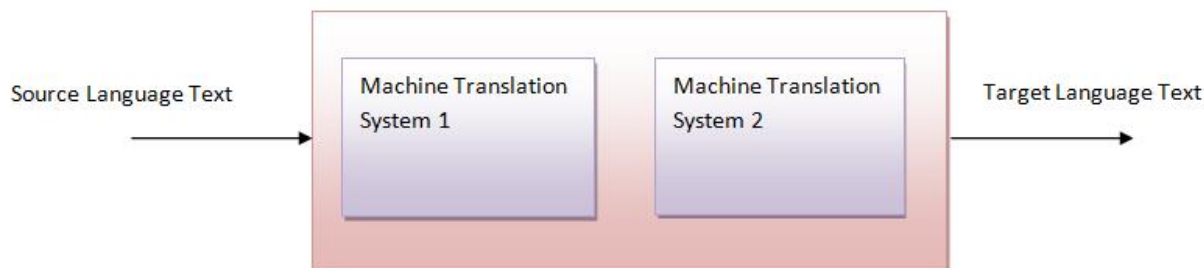 Source Language Text
Machine Translation
System 1
Machine Translation
System 2
Target Language Text